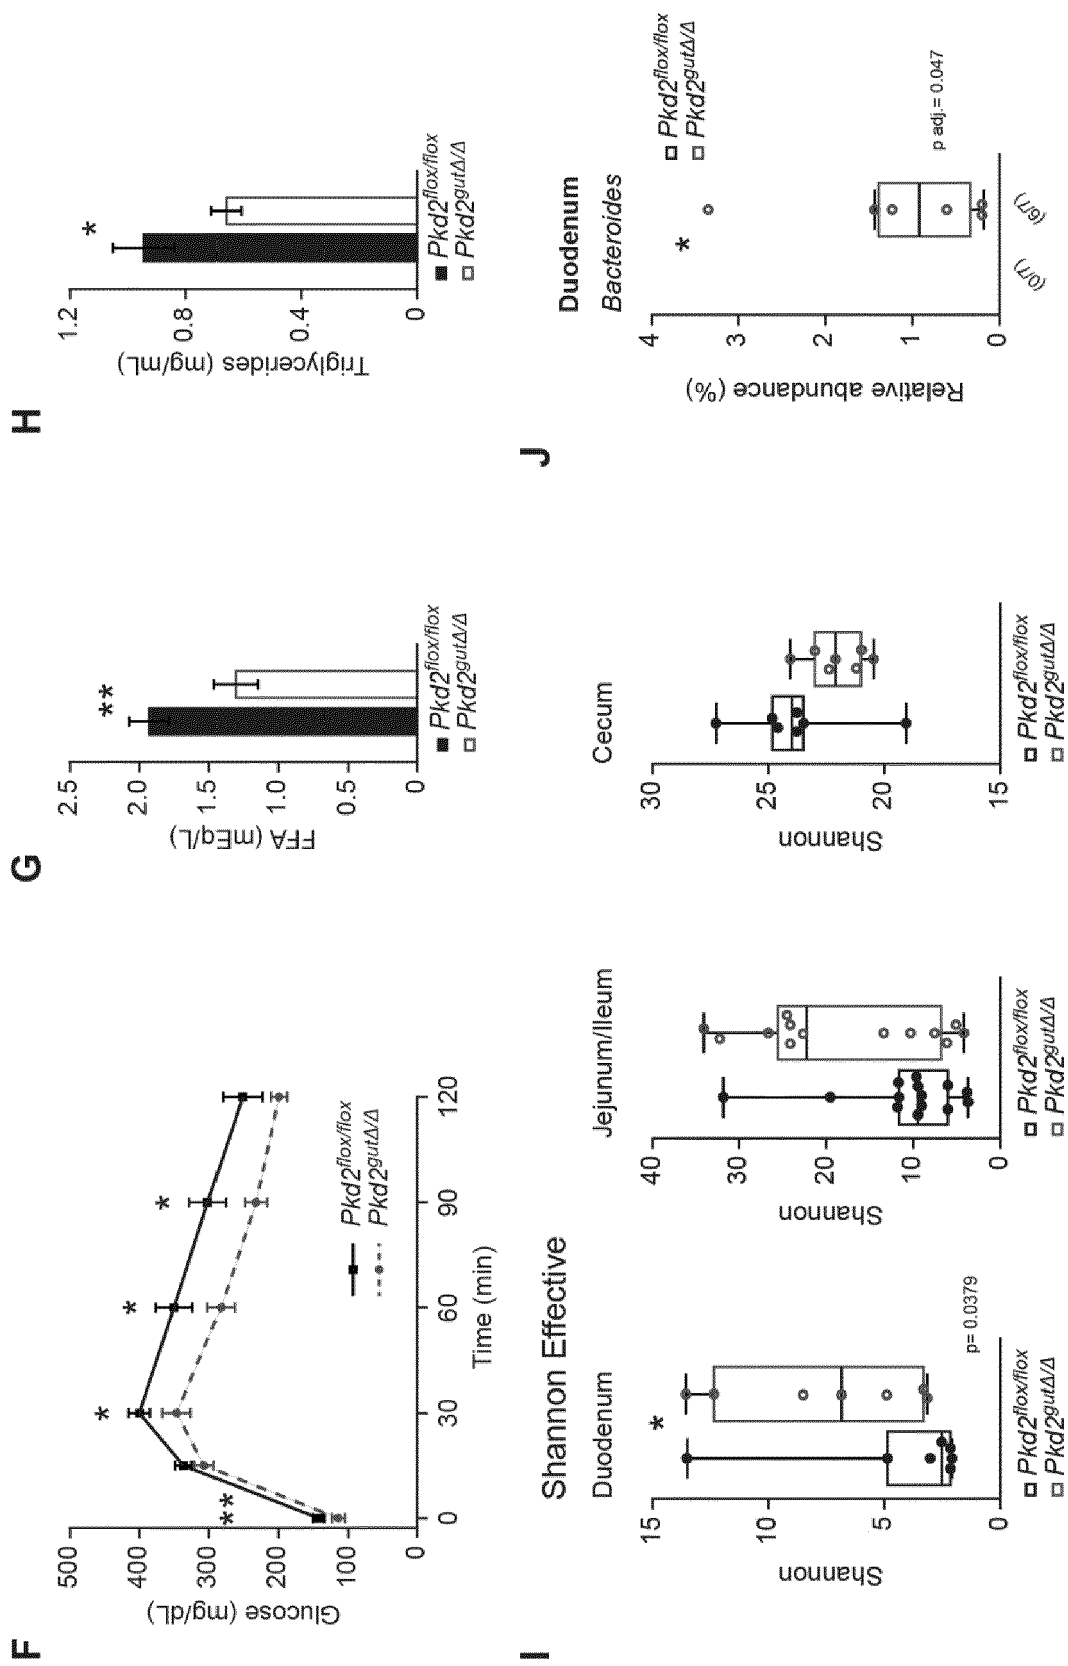 F
Glucose (mg/dL)
500
400
300
200
100
0
**
*
*
*
Pkd2flox/flox
Pkd2gutΔ/Δ
0
30
60
90
120
Time (min)
G
FFA (mEq/L)
2.5
2.0
1.5
1.0
0.5
0
**
Pkd2flox/flox
Pkd2gutΔ/Δ
H
Triglycerides (mg/mL)
1.2
0.8
0.4
0
*
Pkd2flox/flox
Pkd2gutΔ/Δ
I
Shannon Effective
Duodenum
Shannon
15
10
5
0
*
p= 0.0379
Pkd2flox/flox
Pkd2gutΔ/Δ
Jejunum/Ileum
Shannon
40
30
20
10
0
Pkd2flox/flox
Pkd2gutΔ/Δ
Cecum
Shannon
30
25
20
15
Pkd2flox/flox
Pkd2gutΔ/Δ
J
Duodenum
Bacteroides
Relative abundance (%)
4
3
2
1
0
*
Pkd2flox/flox
Pkd2gutΔ/Δ
p adj.= 0.047
(0/7)
(6/7)